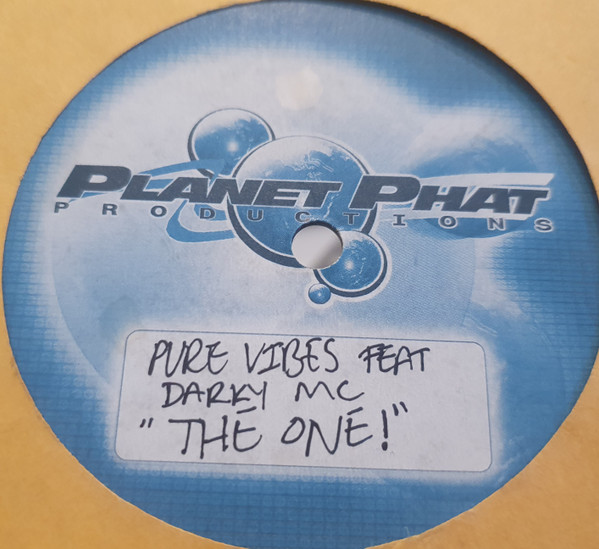 PLANET PHAT
PRODUCTIONS
PURE VIBES FEAT
DARKY MC
"THE ONE!"